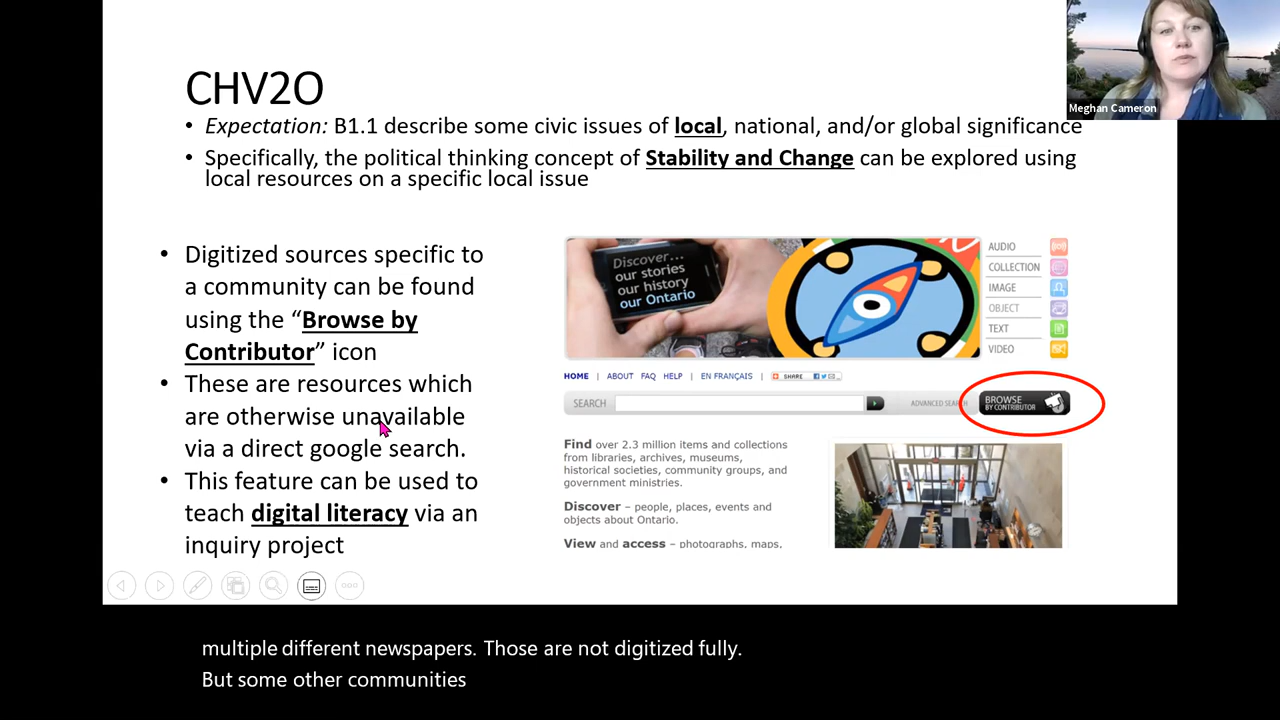 CHV2O
• Expectation: B1.1 describe some civic issues of local, national, and/or global significance
• Specifically, the political thinking concept of Stability and Change can be explored using
local resources on a specific local issue
Meghan Cameron
• Digitized sources specific to
a community can be found
using the “Browse by
Contributor” icon
• These are resources which
are otherwise unavailable
via a direct google search.
• This feature can be used to
teach digital literacy via an
inquiry project
Discover...
our stories
our history
our Ontario
AUDIO
COLLECTION
IMAGE
OBJECT
TEXT
VIDEO
HOME | ABOUT FAQ HELP | EN FRANÇAIS | SHARE
SEARCH
ADVANCED SEARCH
BROWSE
BY CONTRIBUTOR
Find over 2.3 million items and collections
from libraries, archives, museums,
historical societies, community groups, and
government ministries.
Discover – people, places, events and
objects about Ontario.
View and access – photographs, maps,
multiple different newspapers. Those are not digitized fully.
But some other communities